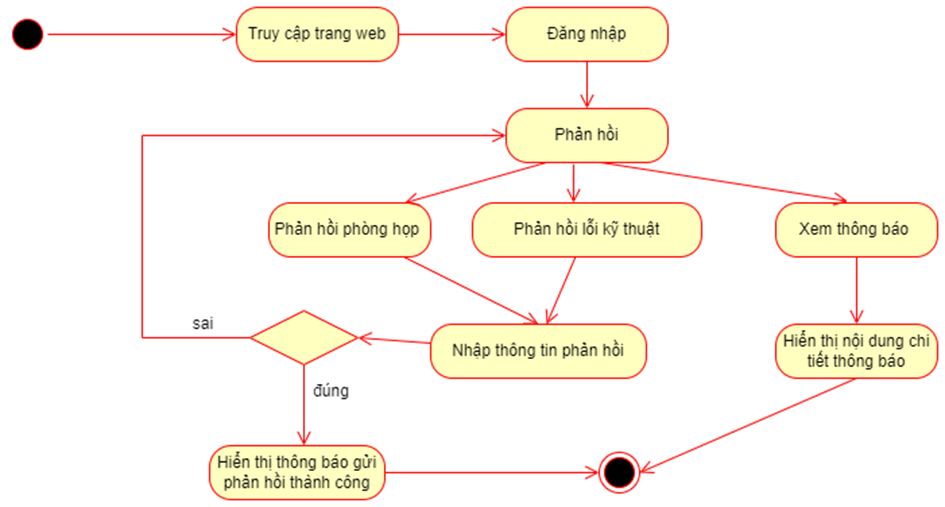 Truy cập trang web
Đăng nhập
Phản hồi
Phản hồi phòng họp
Phản hồi lỗi kỹ thuật
Xem thông báo
sai
Nhập thông tin phản hồi
Hiển thị nội dung chi
tiết thông báo
đúng
Hiển thị thông báo gửi
phản hồi thành công